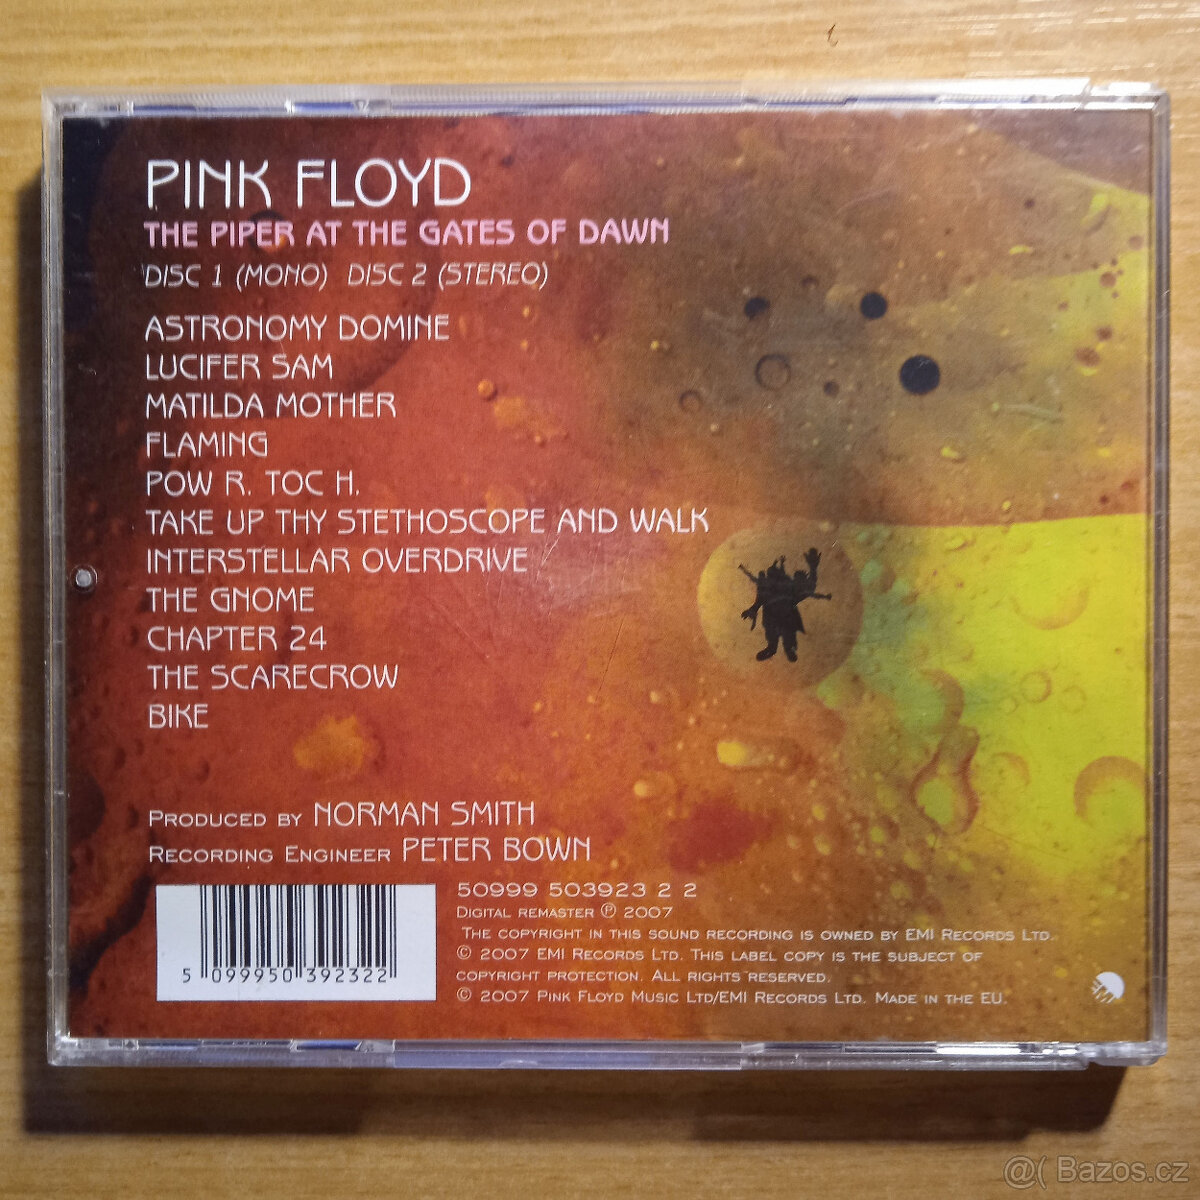 PINK FLOYD
THE PIPER AT THE GATES OF DAWN
DISC 1 (MONO) DISC 2 (STEREO)
ASTRONOMY DOMINE
LUCIFER SAM
MATILDA MOTHER
FLAMING
POW R. TOC H.
TAKE UP THY STETHOSCOPE AND WALK
INTERSTELLAR OVERDRIVE
THE GNOME
CHAPTER 24
THE SCARECROW
BIKE
PRODUCED BY NORMAN SMITH
RECORDING ENGINEER PETER BOWN
50999 503923 2 2
DIGITAL REMASTER ℗ 2007
THE COPYRIGHT IN THIS SOUND RECORDING IS OWNED BY EMI RECORDS LTD.
© 2007 EMI RECORDS LTD. THIS LABEL COPY IS THE SUBJECT OF
COPYRIGHT PROTECTION. ALL RIGHTS RESERVED.
© 2007 PINK FLOYD MUSIC LTD/EMI RECORDS LTD. MADE IN THE EU.
5 099950 392322
EMI
@( Bazos.cz